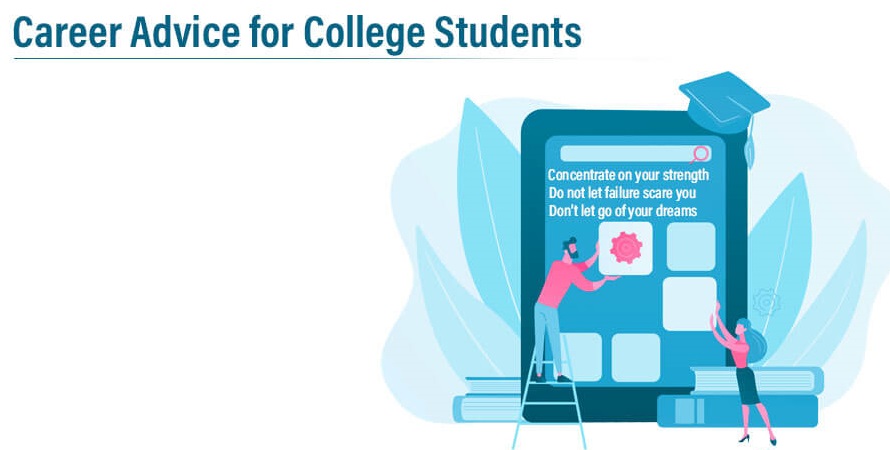 Career Advice for College Students
Concentrate on your strength
Do not let failure scare you
Don't let go of your dreams